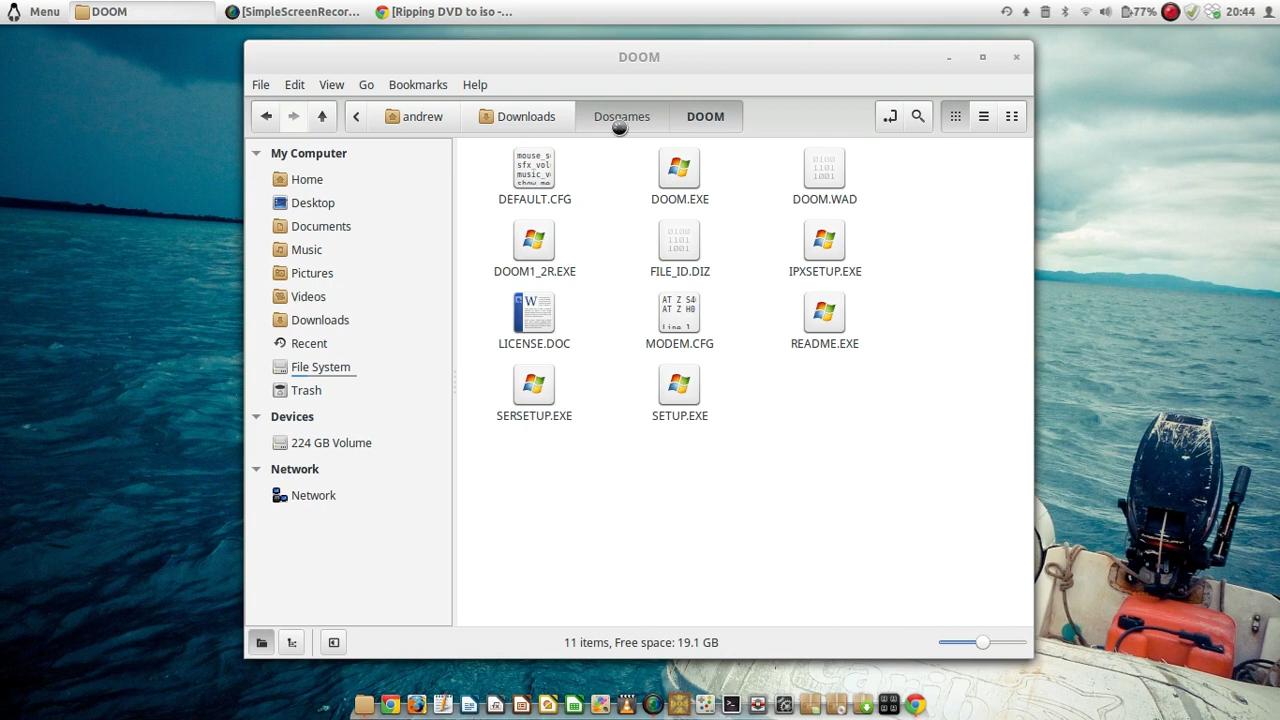 Menu
DOOM
[SimpleScreenRecor...
[Ripping DVD to iso -...
77%
20:44
DOOM
File Edit View Go Bookmarks Help
andrew
Downloads
Dosgames
DOOM
My Computer
Home
Desktop
Documents
Music
Pictures
Videos
Downloads
Recent
File System
Trash
Devices
224 GB Volume
Network
Network
DEFAULT.CFG
DOOM.EXE
DOOM.WAD
DOOM1_2R.EXE
FILE_ID.DIZ
IPXSETUP.EXE
LICENSE.DOC
MODEM.CFG
README.EXE
SERSETUP.EXE
SETUP.EXE
11 items, Free space: 19.1 GB